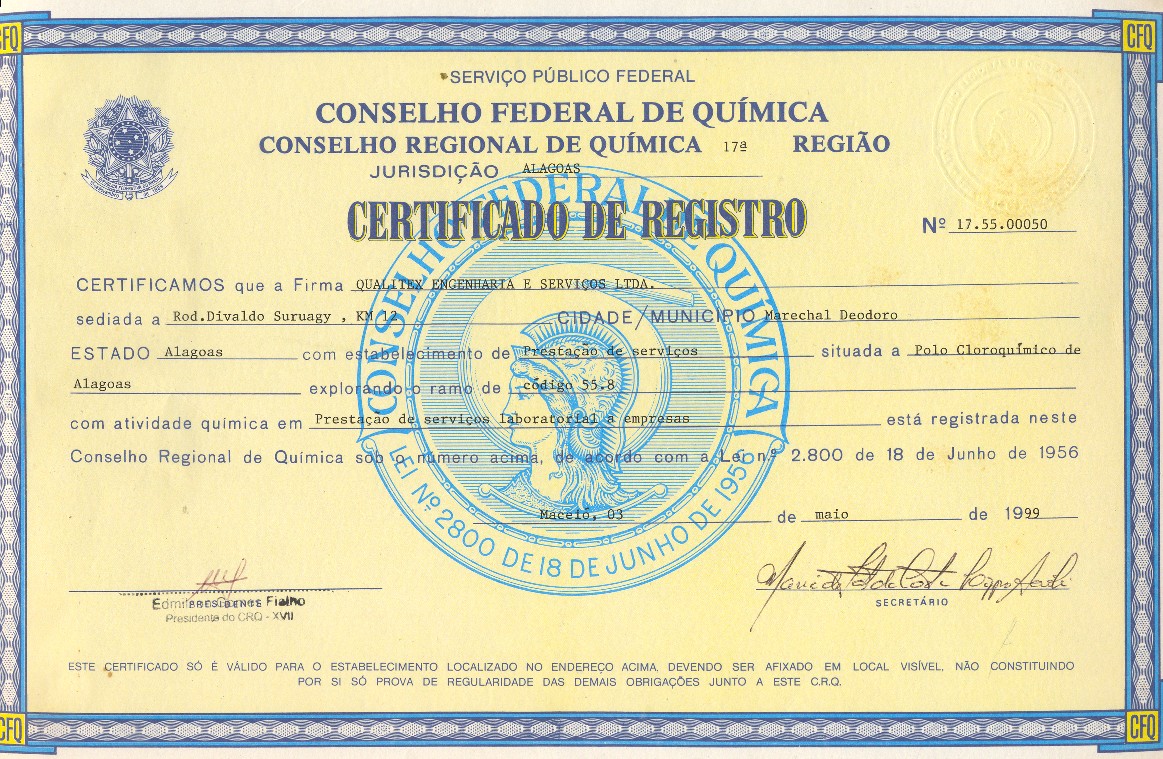 CFQ CFQ
SERVIÇO PÚBLICO FEDERAL
CONSELHO FEDERAL DE QUÍMICA
CONSELHO REGIONAL DE QUÍMICA 17ª REGIÃO
JURISDIÇÃO ALAGOAS
CERTIFICADO DE REGISTRO
Nº 17.55.00050
CERTIFICAMOS que a Firma QUALITEX ENGENHARIA E SERVIÇOS LTDA.
sediada a Rod.Divaldo Suruagy , KM 12 CIDADE/MUNICÍPIO Marechal Deodoro
ESTADO Alagoas com estabelecimento de Prestação de serviços situada a Polo Cloroquímico de
Alagoas explorando o ramo de código 55.8
com atividade química em Prestação de serviços laboratorial a empresas está registrada neste
Conselho Regional de Química sob o número acima, de acordo com a Lei n.º 2.800 de 18 de Junho de 1956
CONSELHO FEDERAL DE QUÍMICA
LEI Nº 2800 DE 18 DE JUNHO DE 1956
Maceió, 03 de maio de 1999
PRESIDENTE
Fialho
Presidente do CRQ - XVII
SECRETÁRIO
ESTE CERTIFICADO SÓ É VÁLIDO PARA O ESTABELECIMENTO LOCALIZADO NO ENDEREÇO ACIMA, DEVENDO SER AFIXADO EM LOCAL VISÍVEL, NÃO CONSTITUINDO
POR SI SÓ PROVA DE REGULARIDADE DAS DEMAIS OBRIGAÇÕES JUNTO A ESTE C.R.Q.
CFQ CFQ